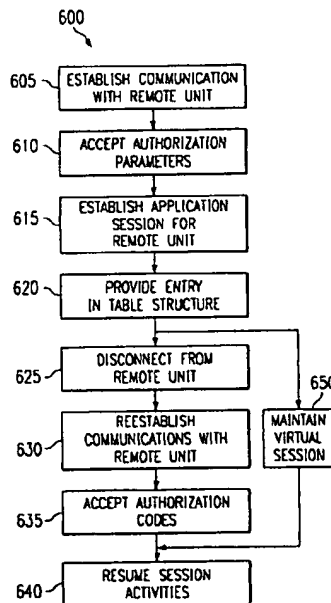 600
605
ESTABLISH COMMUNICATION
WITH REMOTE UNIT
610
ACCEPT AUTHORIZATION
PARAMETERS
615
ESTABLISH APPLICATION
SESSION FOR
REMOTE UNIT
620
PROVIDE ENTRY
IN TABLE STRUCTURE
625
DISCONNECT FROM
REMOTE UNIT
650
MAINTAIN
VIRTUAL
SESSION
630
REESTABLISH
COMMUNICATIONS WITH
REMOTE UNIT
635
ACCEPT AUTHORIZATION
CODES
640
RESUME SESSION
ACTIVITIES